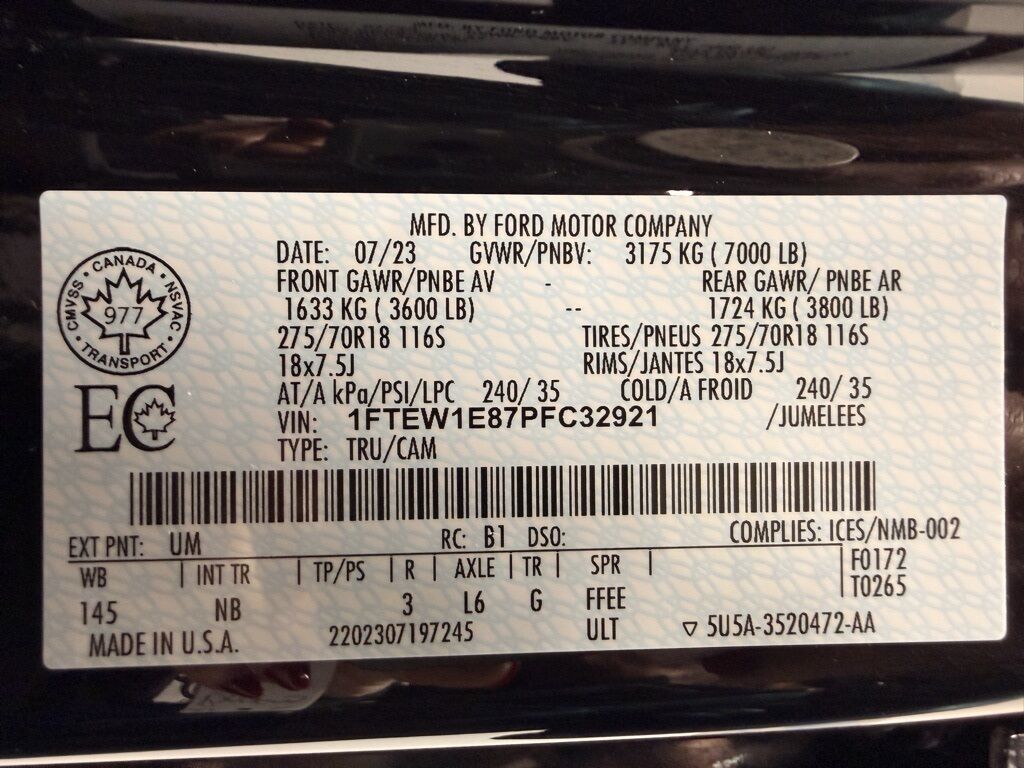 MFD. BY FORD MOTOR COMPANY
DATE: 07/23 GVWR/PNBV: 3175 KG ( 7000 LB)
FRONT GAWR/PNBE AV - REAR GAWR/ PNBE AR
1633 KG ( 3600 LB) -- 1724 KG ( 3800 LB)
275/70R18 116S TIRES/PNEUS 275/70R18 116S
18x7.5J RIMS/JANTES 18x7.5J
AT/A kPa/PSI/LPC 240/ 35 COLD/A FROID 240/ 35
VIN: 1FTEW1E87PFC32921 /JUMELEES
TYPE: TRU/CAM
CANADA · NSVAC · TRANSPORT · CMVSS ·
977
EC
EXT PNT: UM RC: B1 DSO: COMPLIES: ICES/NMB-002
WB | INT TR | TP/PS | R | AXLE | TR | SPR | F0172
145 NB 3 L6 G FFEE T0265
MADE IN U.S.A. 2202307197245 ULT ▽ 5U5A-3520472-AA